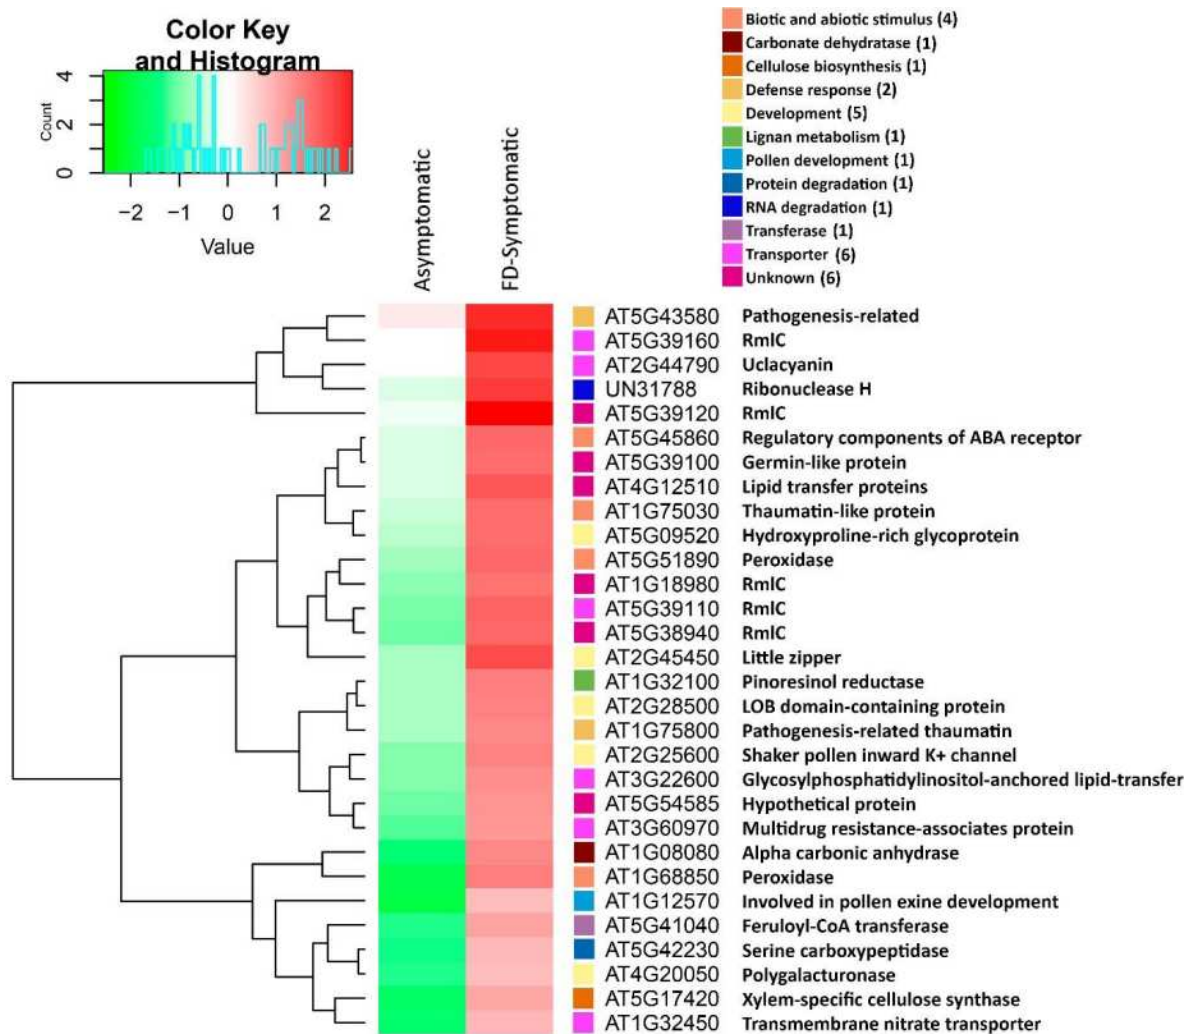 Color Key
and Histogram
Count
0 2 4
−2 −1 0 1 2
Value
Asymptomatic
FD-Symptomatic
Biotic and abiotic stimulus (4)
Carbonate dehydratase (1)
Cellulose biosynthesis (1)
Defense response (2)
Development (5)
Lignan metabolism (1)
Pollen development (1)
Protein degradation (1)
RNA degradation (1)
Transferase (1)
Transporter (6)
Unknown (6)
AT5G43580 Pathogenesis-related
AT5G39160 RmlC
AT2G44790 Uclacyanin
UN31788 Ribonuclease H
AT5G39120 RmlC
AT5G45860 Regulatory components of ABA receptor
AT5G39100 Germin-like protein
AT4G12510 Lipid transfer proteins
AT1G75030 Thaumatin-like protein
AT5G09520 Hydroxyproline-rich glycoprotein
AT5G51890 Peroxidase
AT1G18980 RmlC
AT5G39110 RmlC
AT5G38940 RmlC
AT2G45450 Little zipper
AT1G32100 Pinoresinol reductase
AT2G28500 LOB domain-containing protein
AT1G75800 Pathogenesis-related thaumatin
AT2G25600 Shaker pollen inward K+ channel
AT3G22600 Glycosylphosphatidylinositol-anchored lipid-transfer
AT5G54585 Hypothetical protein
AT3G60970 Multidrug resistance-associates protein
AT1G08080 Alpha carbonic anhydrase
AT1G68850 Peroxidase
AT1G12570 Involved in pollen exine development
AT5G41040 Feruloyl-CoA transferase
AT5G42230 Serine carboxypeptidase
AT4G20050 Polygalacturonase
AT5G17420 Xylem-specific cellulose synthase
AT1G32450 Transmembrane nitrate transporter